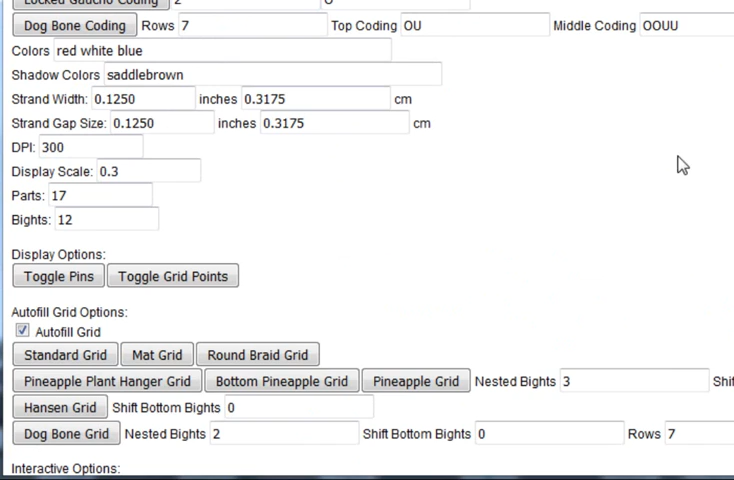 Locked Gaucho Coding 2
Dog Bone Coding Rows 7 Top Coding OU Middle Coding OOUU
Colors red white blue
Shadow Colors saddlebrown
Strand Width: 0.1250 inches 0.3175 cm
Strand Gap Size: 0.1250 inches 0.3175 cm
DPI: 300
Display Scale: 0.3
Parts: 17
Bights: 12
Display Options:
Toggle Pins Toggle Grid Points
Autofill Grid Options:
Autofill Grid
Standard Grid Mat Grid Round Braid Grid
Pineapple Plant Hanger Grid Bottom Pineapple Grid Pineapple Grid Nested Bights 3
Hansen Grid Shift Bottom Bights 0
Dog Bone Grid Nested Bights 2 Shift Bottom Bights 0 Rows 7
Interactive Options: